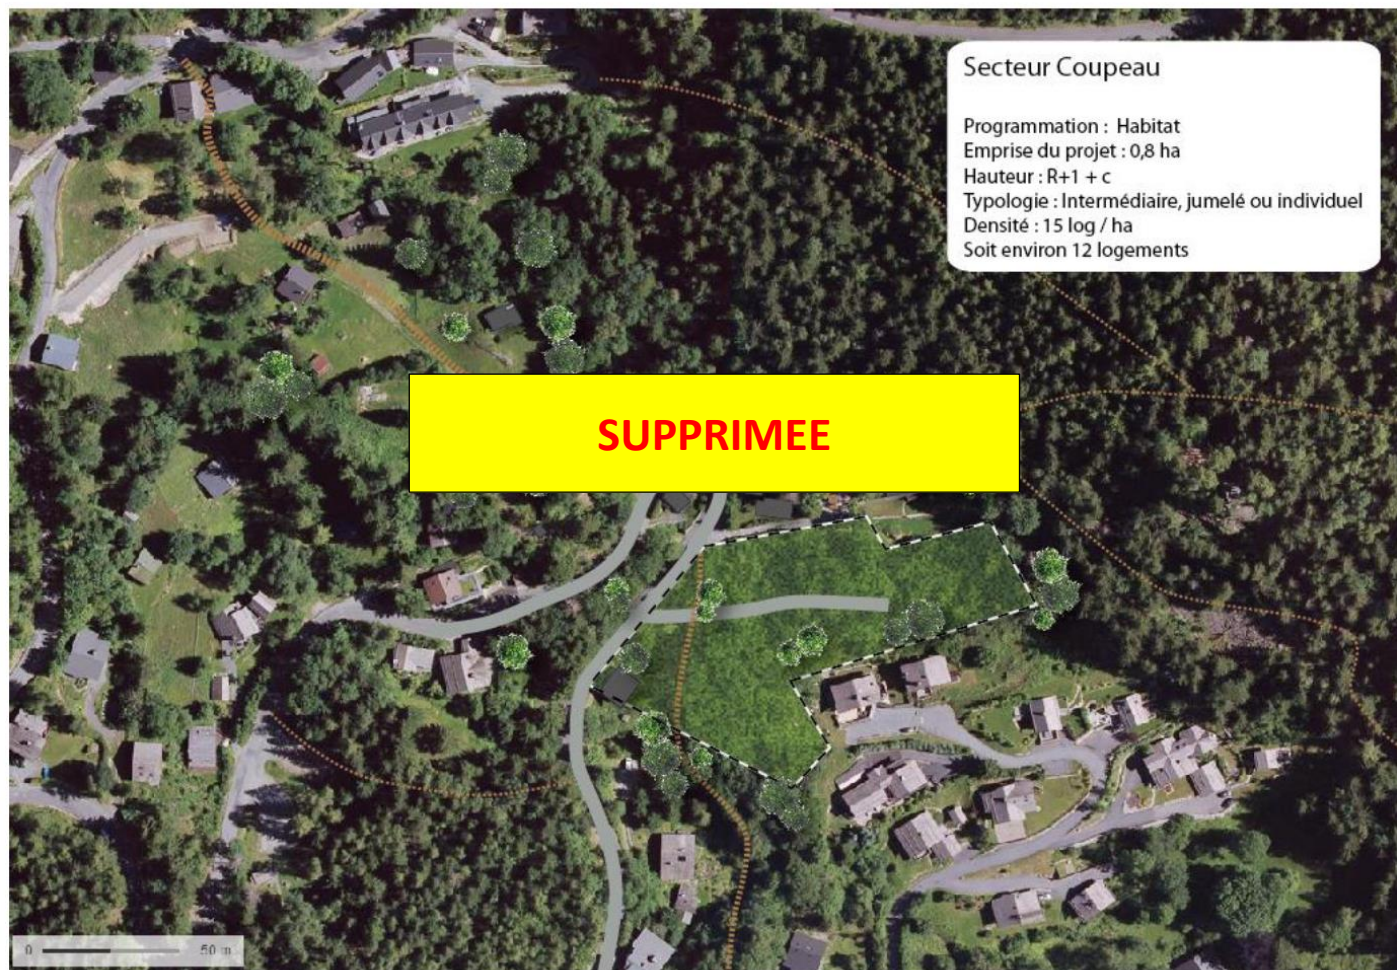 Secteur Coupeau
Programmation : Habitat
Emprise du projet : 0,8 ha
Hauteur : R+1 + c
Typologie : Intermédiaire, jumelé ou individuel
Densité : 15 log / ha
Soit environ 12 logements
SUPPRIMEE
0 50 m